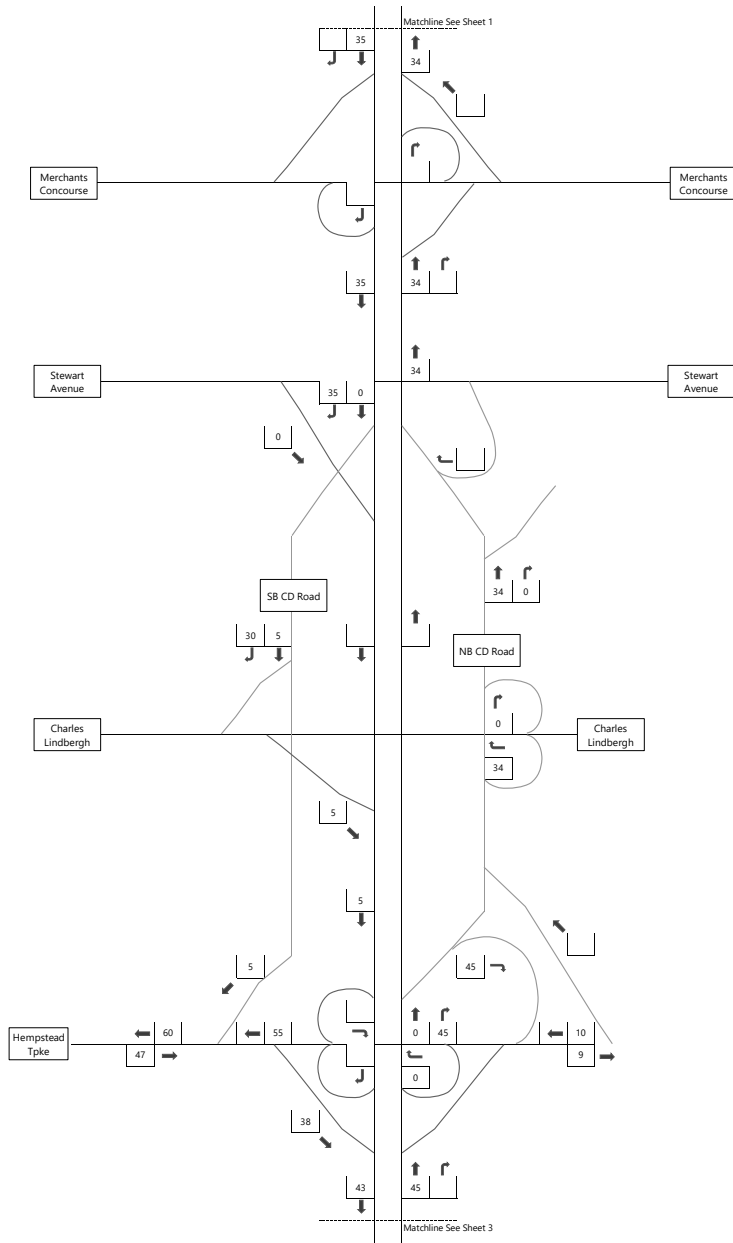 Matchline See Sheet 1
35
34
Merchants
Concourse
Merchants
Concourse
35
34
34
Stewart
Avenue
Stewart
Avenue
35 0
0
34 0
SB CD Road
30 5
NB CD Road
0
Charles
Lindbergh
Charles
Lindbergh
34
5
5
5
45
Hempstead
Tpke
60
55
0 45
10
47
9
0
38
43
45
Matchline See Sheet 3